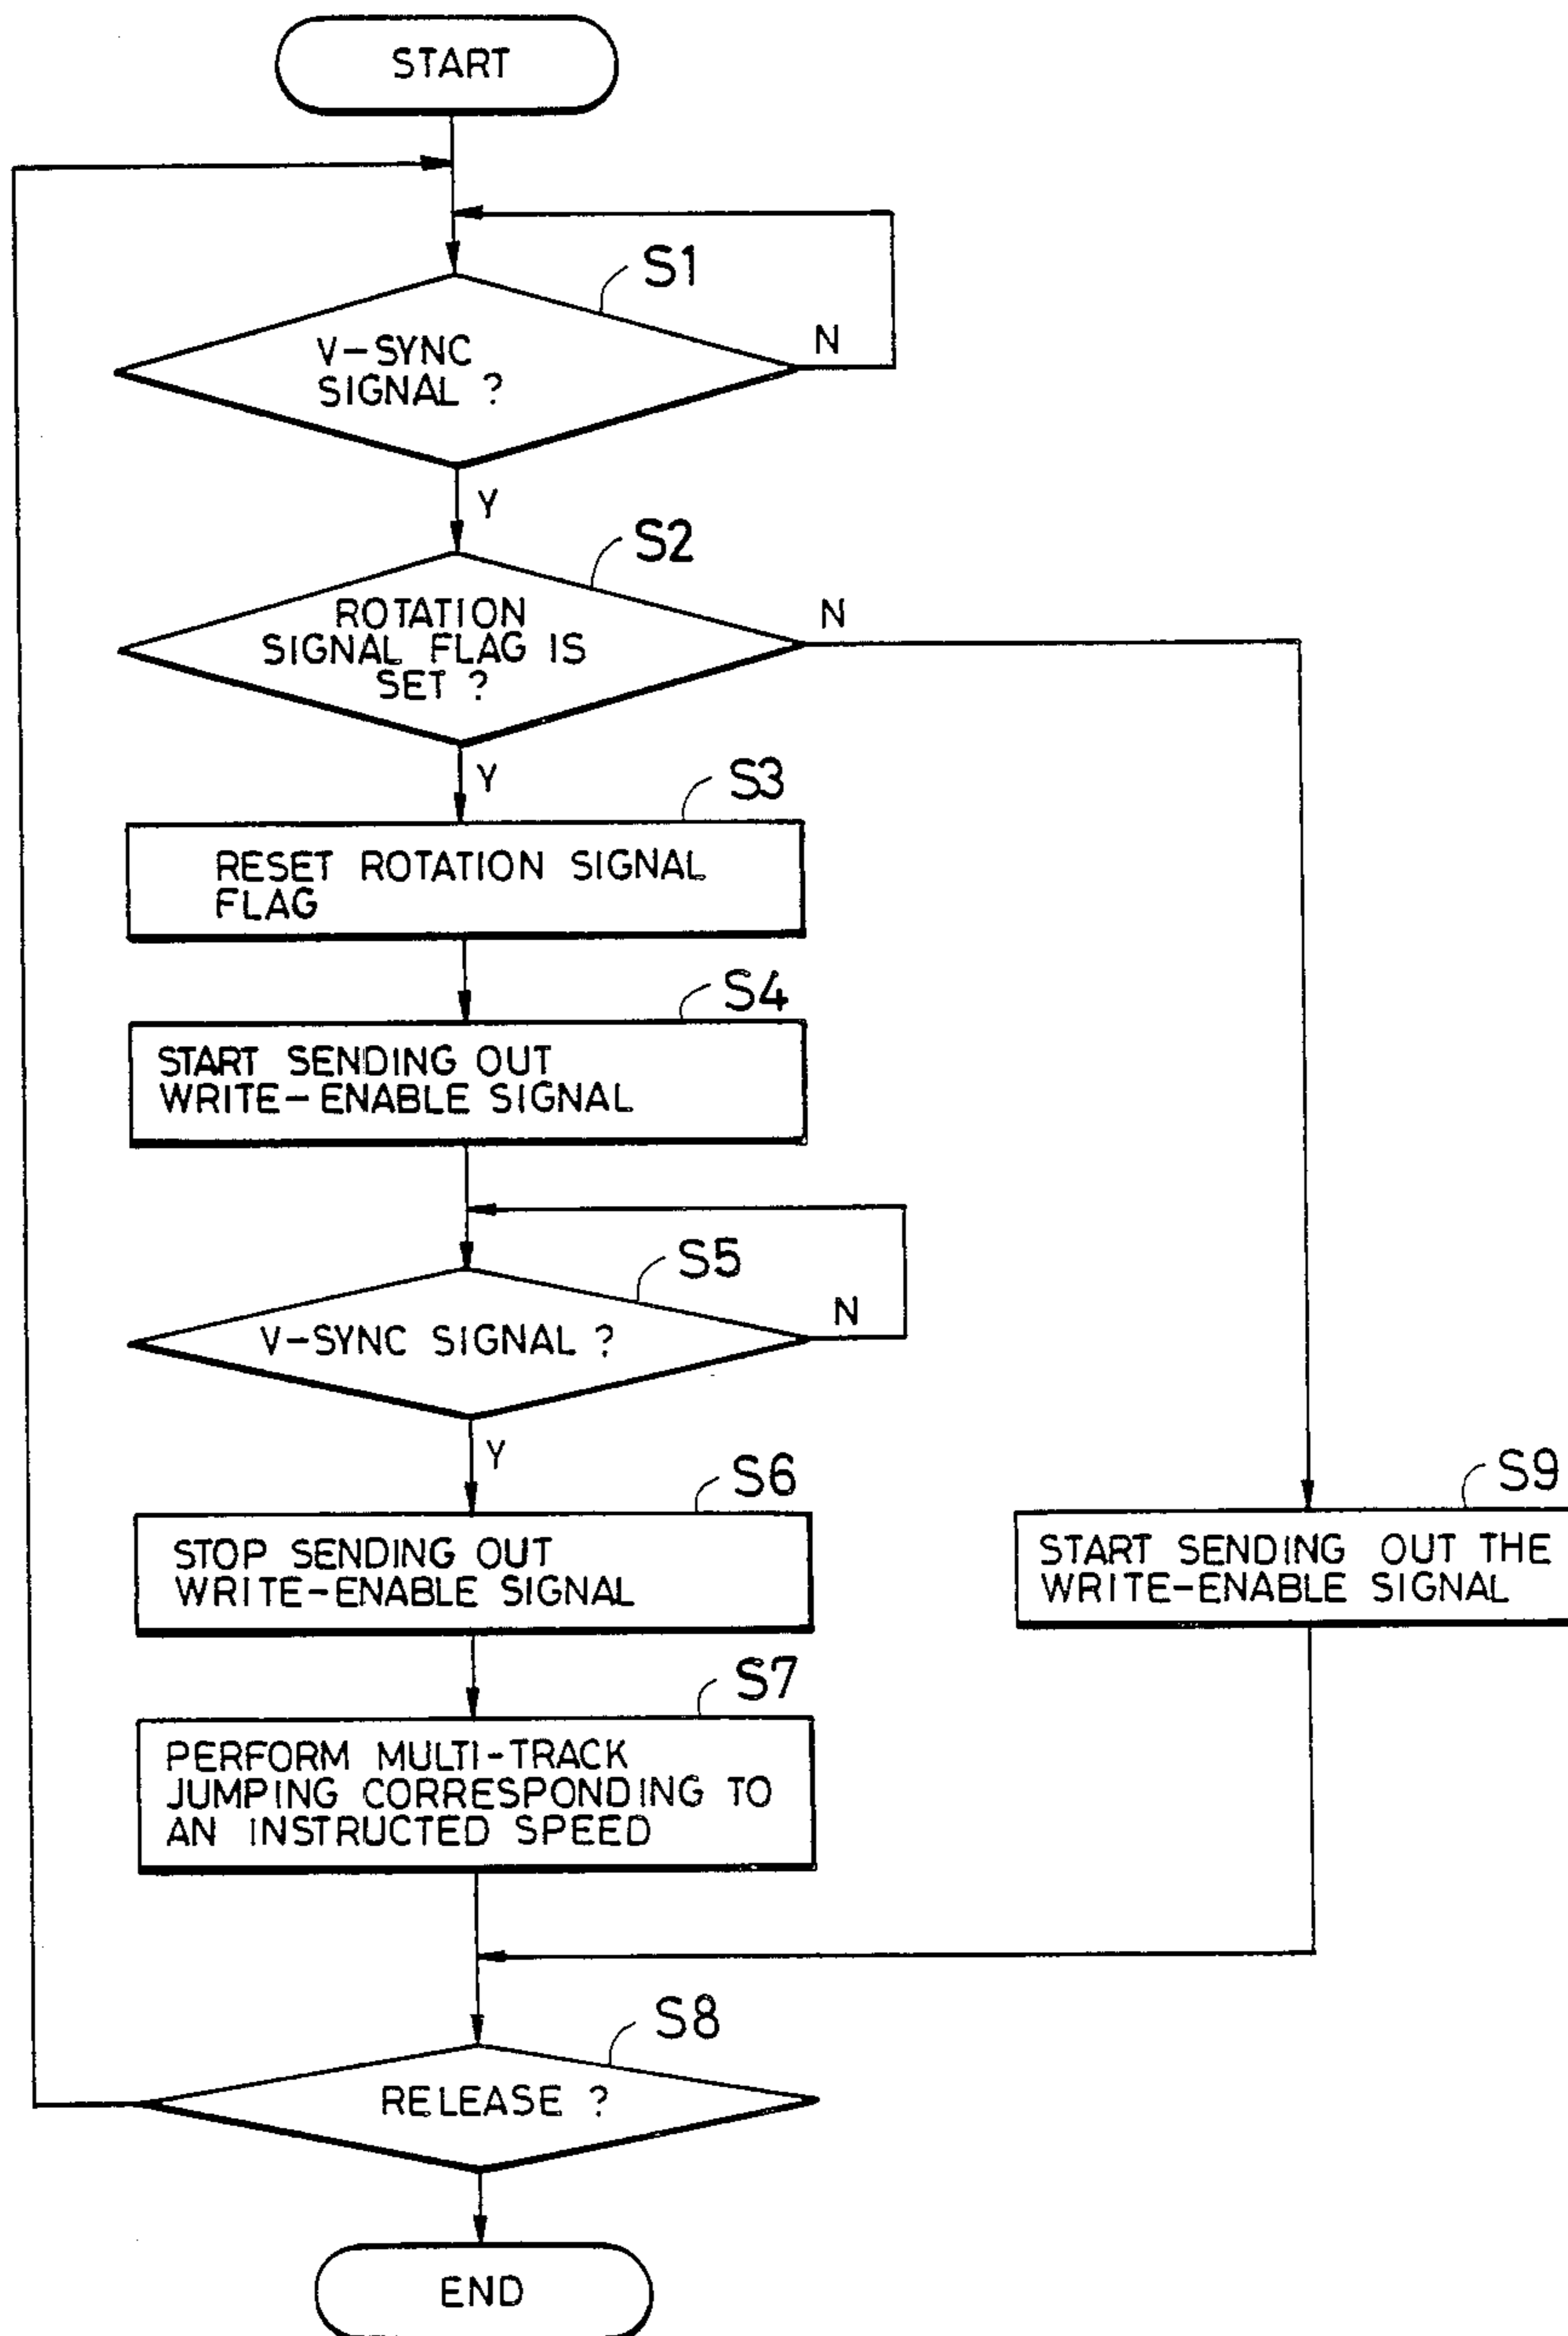 START
S1
V-SYNC
SIGNAL ?
N
Y
S2
ROTATION
SIGNAL FLAG IS
SET ?
N
Y
S3
RESET ROTATION SIGNAL
FLAG
S4
START SENDING OUT
WRITE-ENABLE SIGNAL
S5
V-SYNC SIGNAL ?
N
Y
S6
STOP SENDING OUT
WRITE-ENABLE SIGNAL
S9
START SENDING OUT THE
WRITE-ENABLE SIGNAL
S7
PERFORM MULTI-TRACK
JUMPING CORRESPONDING TO
AN INSTRUCTED SPEED
S8
RELEASE ?
END